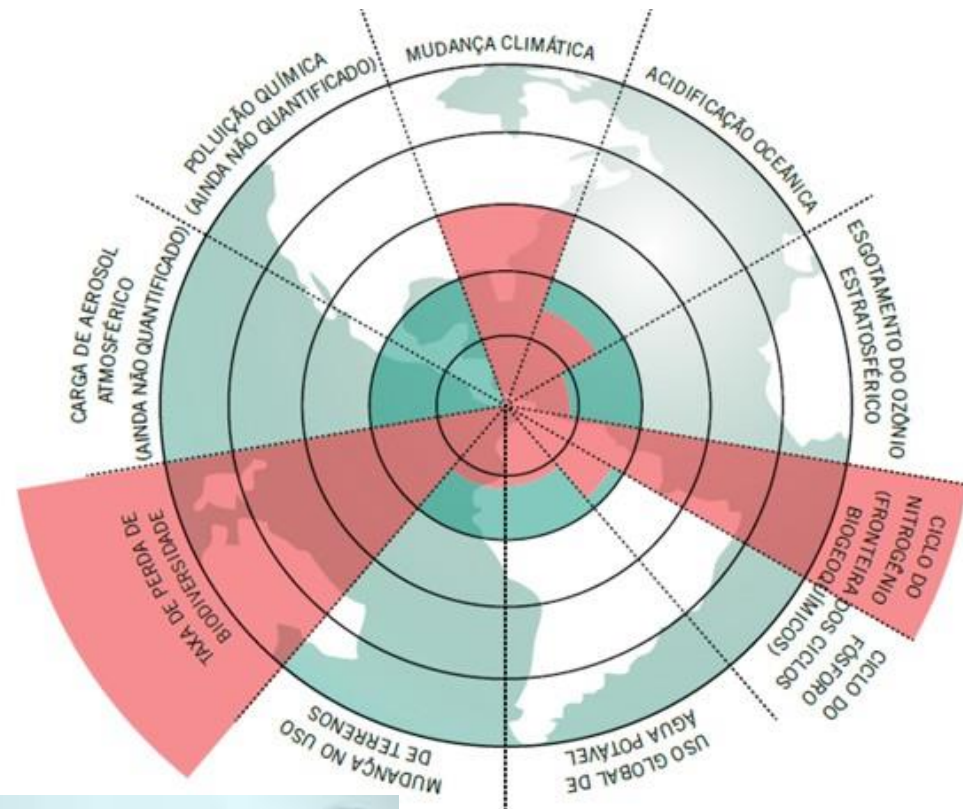 MUDANÇA CLIMÁTICA
ACIDIFICAÇÃO OCEÂNICA
ESGOTAMENTO DO OZÔNIO
ESTRATOSFÉRICO
CICLO DO
NITROGÊNIO
(FRONTEIRA DOS CICLOS
BIOGEOQUÍMICOS)
CICLO DO
FÓSFORO
USO GLOBAL DE
ÁGUA POTÁVEL
MUDANÇA NO USO
DE TERRENOS
TAXA DE PERDA DE
BIODIVERSIDADE
CARGA DE AEROSOL
ATMOSFÉRICO
(AINDA NÃO QUANTIFICADO)
POLUIÇÃO QUÍMICA
(AINDA NÃO QUANTIFICADO)